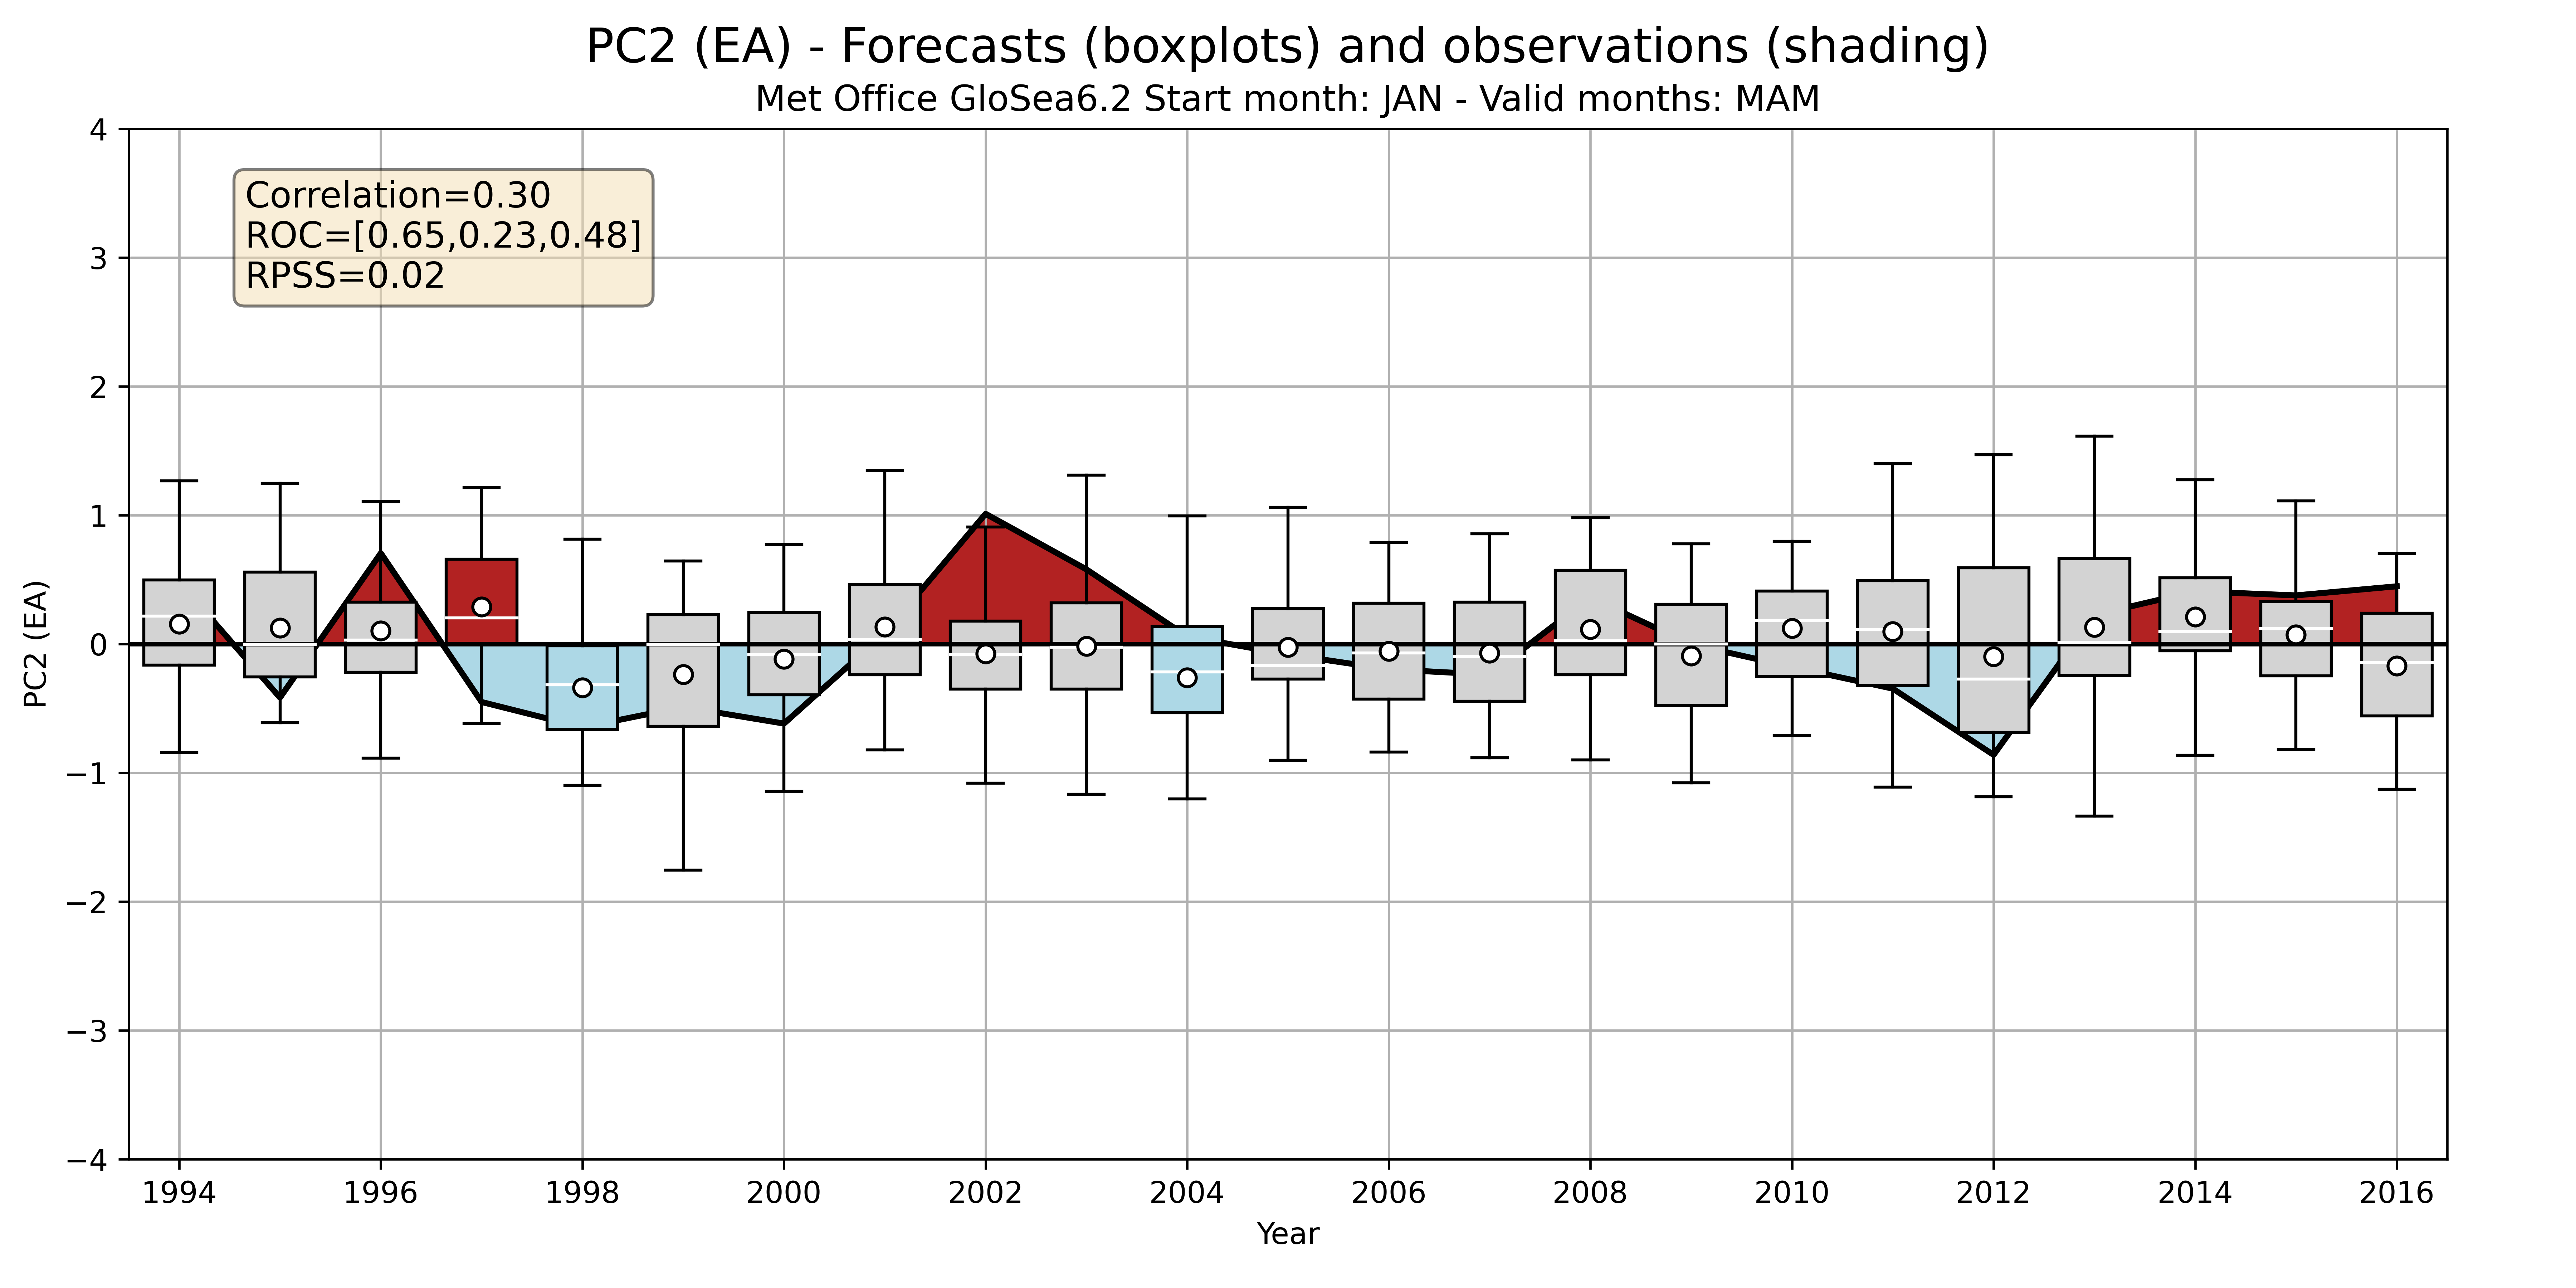 PC2 (EA) - Forecasts (boxplots) and observations (shading)
Met Office GloSea6.2 Start month: JAN - Valid months: MAM
Correlation=0.30
ROC=[0.65,0.23,0.48]
RPSS=0.02
PC2 (EA)
4
3
2
1
0
−1
−2
−3
−4
1994 1996 1998 2000 2002 2004 2006 2008 2010 2012 2014 2016
Year